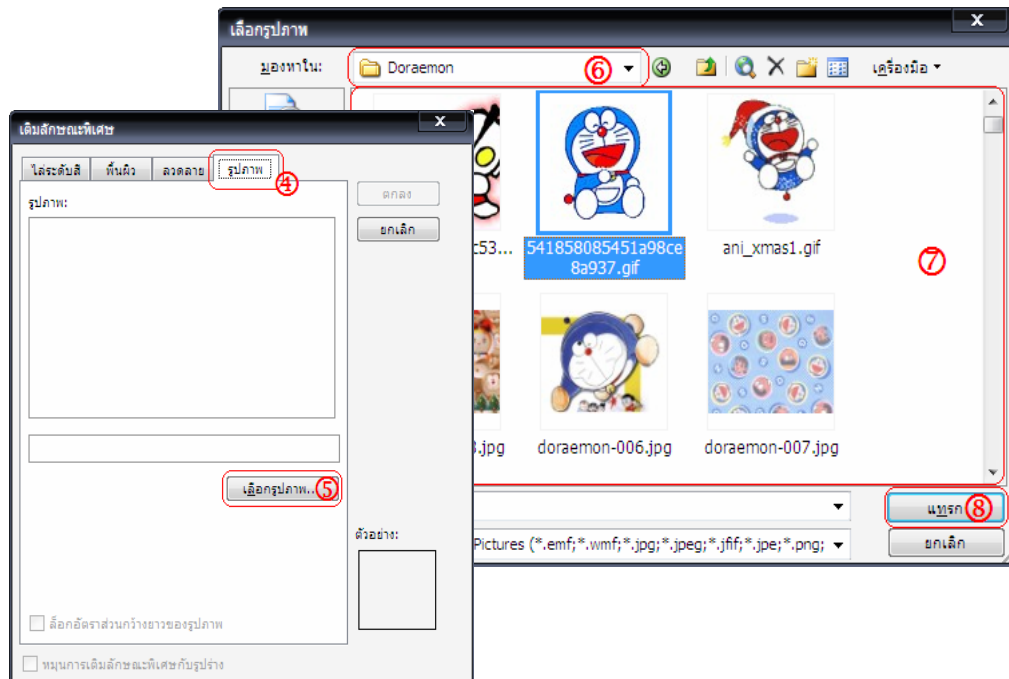 เลือกรูปภาพ
X
มองหาใน:
Doraemon
⑥
เครื่องมือ
541858085451a98ce
8a937.gif
ani_xmas1.gif
⑦
doraemon-006.jpg
doraemon-007.jpg
แทรก
⑧
Pictures (*.emf;*.wmf;*.jpg;*.jpeg;*.jfif;*.jpe;*.png;
ยกเลิก
เติมลักษณะพิเศษ
X
ไล่ระดับสี
พื้นผิว
ลวดลาย
รูปภาพ
④
รูปภาพ:
ตกลง
ยกเลิก
เลือกรูปภาพ..
⑤
ตัวอย่าง:
ล็อกอัตราส่วนกว้างยาวของรูปภาพ
หมุนการเติมลักษณะพิเศษกับรูปร่าง